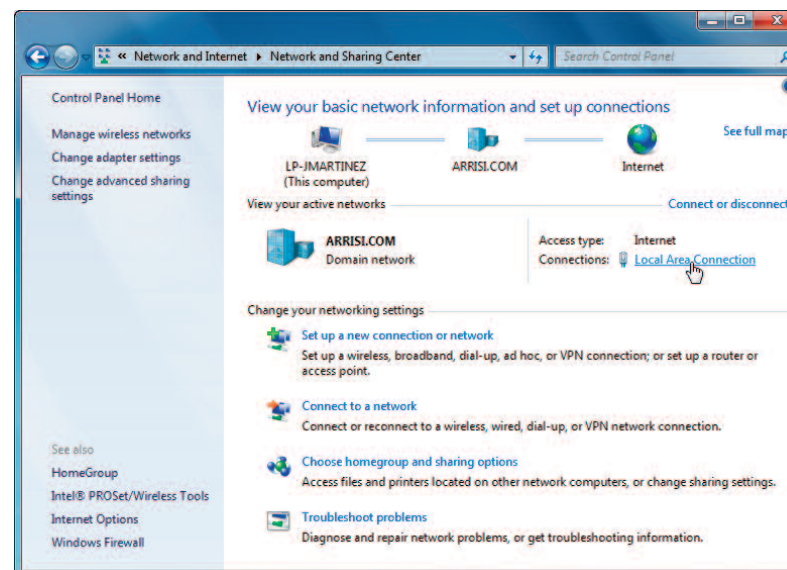 « Network and Internet ▸ Network and Sharing Center
Search Control Panel
Control Panel Home
Manage wireless networks
Change adapter settings
Change advanced sharing
settings
See also
HomeGroup
Intel® PROSet/Wireless Tools
Internet Options
Windows Firewall
View your basic network information and set up connections
See full map
LP-JMARTINEZ
(This computer)
ARRISI.COM
Internet
View your active networks
Connect or disconnect
ARRISI.COM
Domain network
Access type: Internet
Connections: Local Area Connection
Change your networking settings
Set up a new connection or network
Set up a wireless, broadband, dial-up, ad hoc, or VPN connection; or set up a router or
access point.
Connect to a network
Connect or reconnect to a wireless, wired, dial-up, or VPN network connection.
Choose homegroup and sharing options
Access files and printers located on other network computers, or change sharing settings.
Troubleshoot problems
Diagnose and repair network problems, or get troubleshooting information.